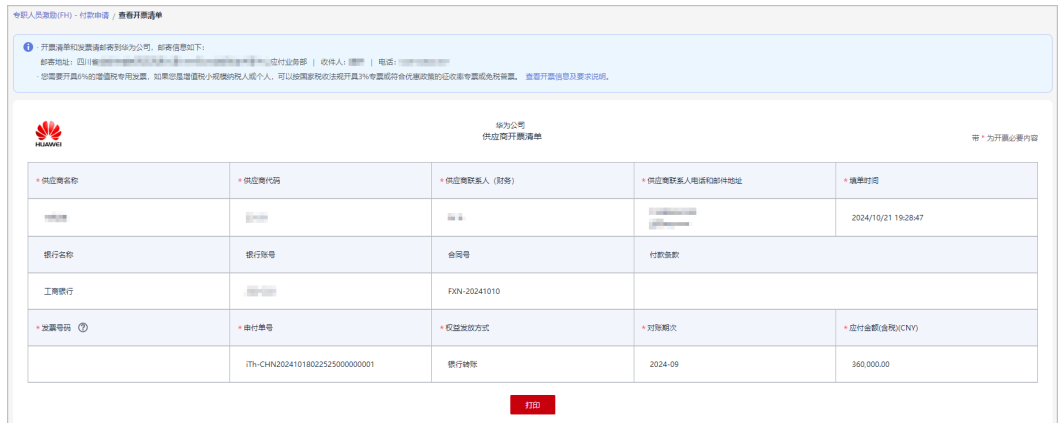 专职人员激励(FH) - 付款申请 / 查看开票清单
· 开票清单和发票请邮寄到华为公司，邮寄信息如下：
邮寄地址：四川省 应付业务部 | 收件人： | 电话：
· 您需要开具6%的增值税专用发票，如果您是增值税小规模纳税人或个人，可以按国家税收法规开具3%专票或符合优惠政策的征收率专票或免税普票。 查看开票信息及要求说明。
HUAWEI
华为公司
供应商开票清单
带 * 为开票必要内容
* 供应商名称 * 供应商代码 * 供应商联系人（财务） * 供应商联系人电话和邮件地址 * 填单时间
2024/10/21 19:28:47
银行名称 银行账号 合同号 付款条款
工商银行 FXN-20241010
* 发票号码 ? * 申付单号 * 权益发放方式 * 对账期次 * 应付金额(含税)(CNY)
iTh-CHN20241018022525000000001 银行转账 2024-09 360,000.00
打印